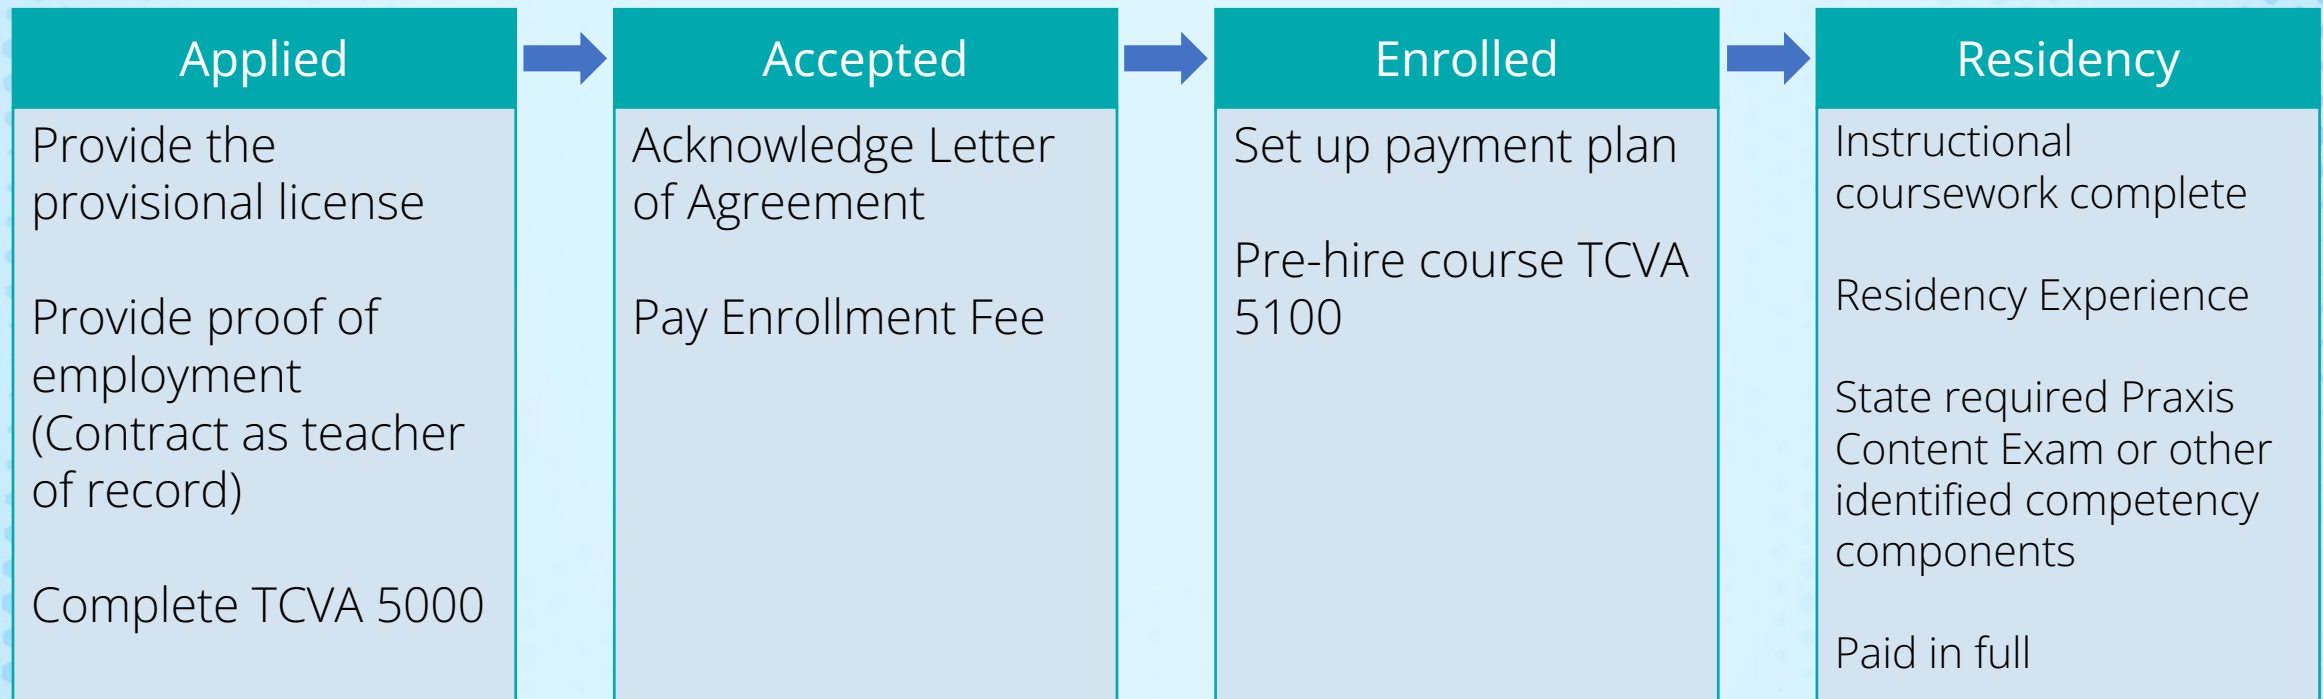 Applied
Provide the
provisional license
Provide proof of
employment
(Contract as teacher
of record)
Complete TCVA 5000
Accepted
Acknowledge Letter
of Agreement
Pay Enrollment Fee
Enrolled
Set up payment plan
Pre-hire course TCVA
5100
Residency
Instructional
coursework complete
Residency Experience
State required Praxis
Content Exam or other
identified competency
components
Paid in full